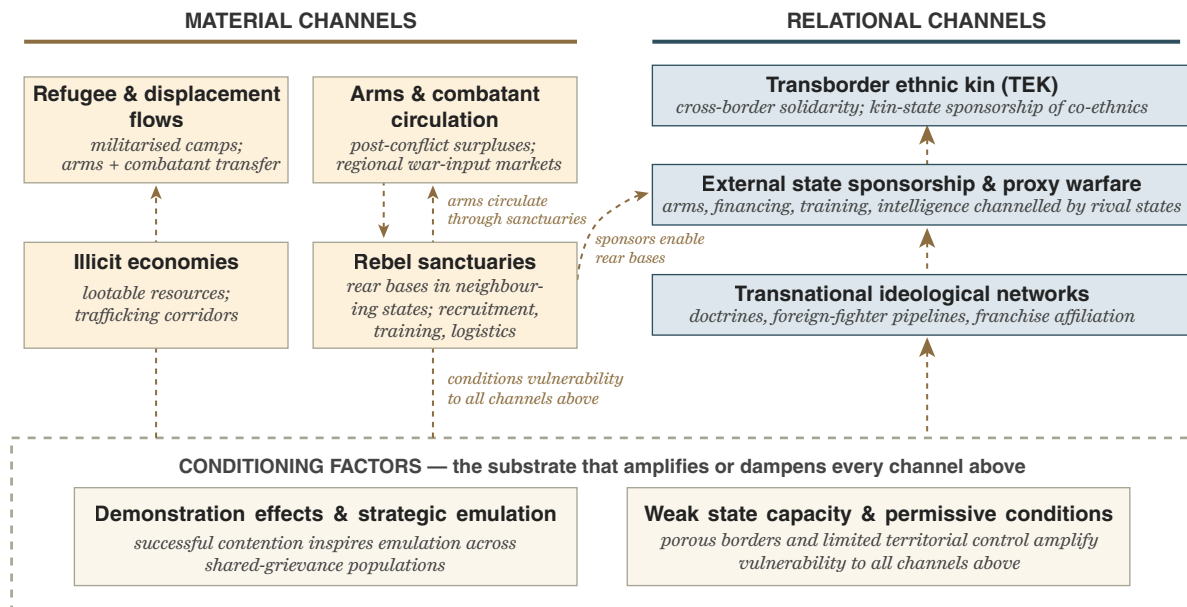 MATERIAL CHANNELS
RELATIONAL CHANNELS
Refugee & displacement
flows
militarised camps;
arms + combatant transfer
Arms & combatant
circulation
post-conflict surpluses;
regional war-input markets
Transborder ethnic kin (TEK)
cross-border solidarity; kin-state sponsorship of co-ethnics
External state sponsorship & proxy warfare
arms, financing, training, intelligence channelled by rival states
arms circulate
through sanctuaries
sponsors enable
rear bases
Illicit economies
lootable resources;
trafficking corridors
Rebel sanctuaries
rear bases in neighbour-
ing states; recruitment,
training, logistics
Transnational ideological networks
doctrines, foreign-fighter pipelines, franchise affiliation
conditions vulnerability
to all channels above
CONDITIONING FACTORS — the substrate that amplifies or dampens every channel above
Demonstration effects & strategic emulation
successful contention inspires emulation across
shared-grievance populations
Weak state capacity & permissive conditions
porous borders and limited territorial control amplify
vulnerability to all channels above